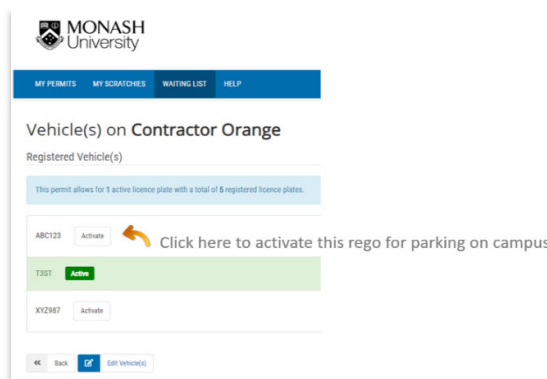 MONASH
University
MY PERMITS MY SCRATCHIES WAITING LIST HELP
Vehicle(s) on Contractor Orange
Registered Vehicle(s)
This permit allows for 1 active licence plate with a total of 5 registered licence plates.
ABC123 Activate
Click here to activate this rego for parking on campus
T3ST Active
XYZ987 Activate
Back Edit Vehicle(s)